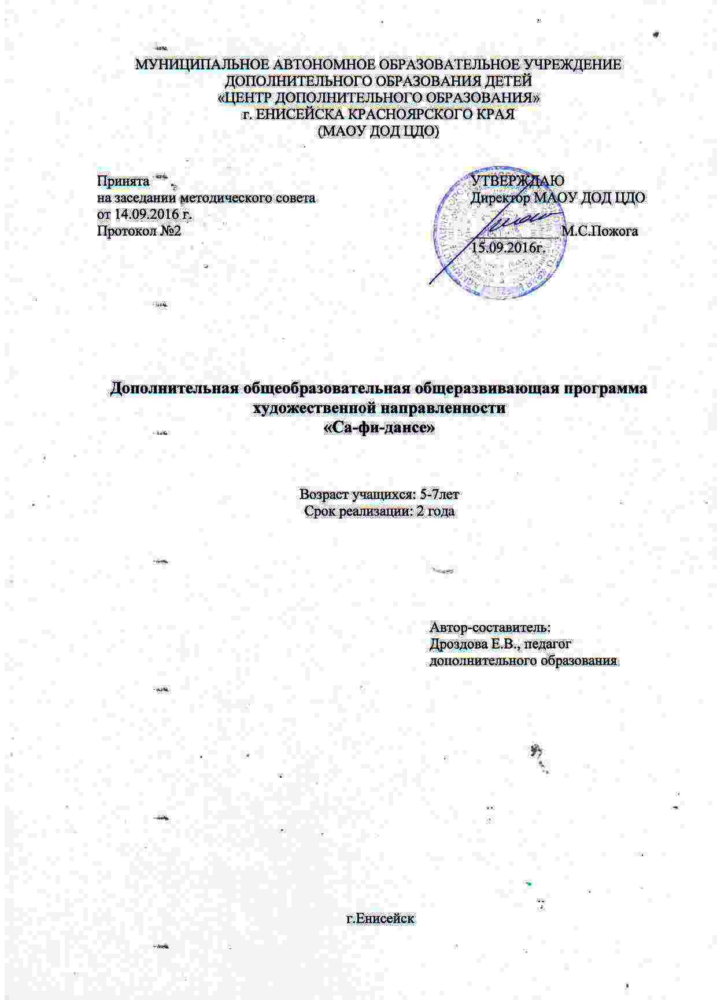 МУНИЦИПАЛЬНОЕ АВТОНОМНОЕ ОБРАЗОВАТЕЛЬНОЕ УЧРЕЖДЕНИЕ
ДОПОЛНИТЕЛЬНОГО ОБРАЗОВАНИЯ ДЕТЕЙ
«ЦЕНТР ДОПОЛНИТЕЛЬНОГО ОБРАЗОВАНИЯ»
г. ЕНИСЕЙСКА КРАСНОЯРСКОГО КРАЯ
(МАОУ ДОД ЦДО)
Принята
на заседании методического совета
от 14.09.2016 г.
Протокол №2
УТВЕРЖДАЮ
Директор МАОУ ДОД ЦДО
М.С.Пожога
15.09.2016г.
Дополнительная общеобразовательная общеразвивающая программа
художественной направленности
«Са-фи-дансе»
Возраст учащихся: 5-7лет
Срок реализации: 2 года
Автор-составитель:
Дроздова Е.В., педагог
дополнительного образования
г.Енисейск